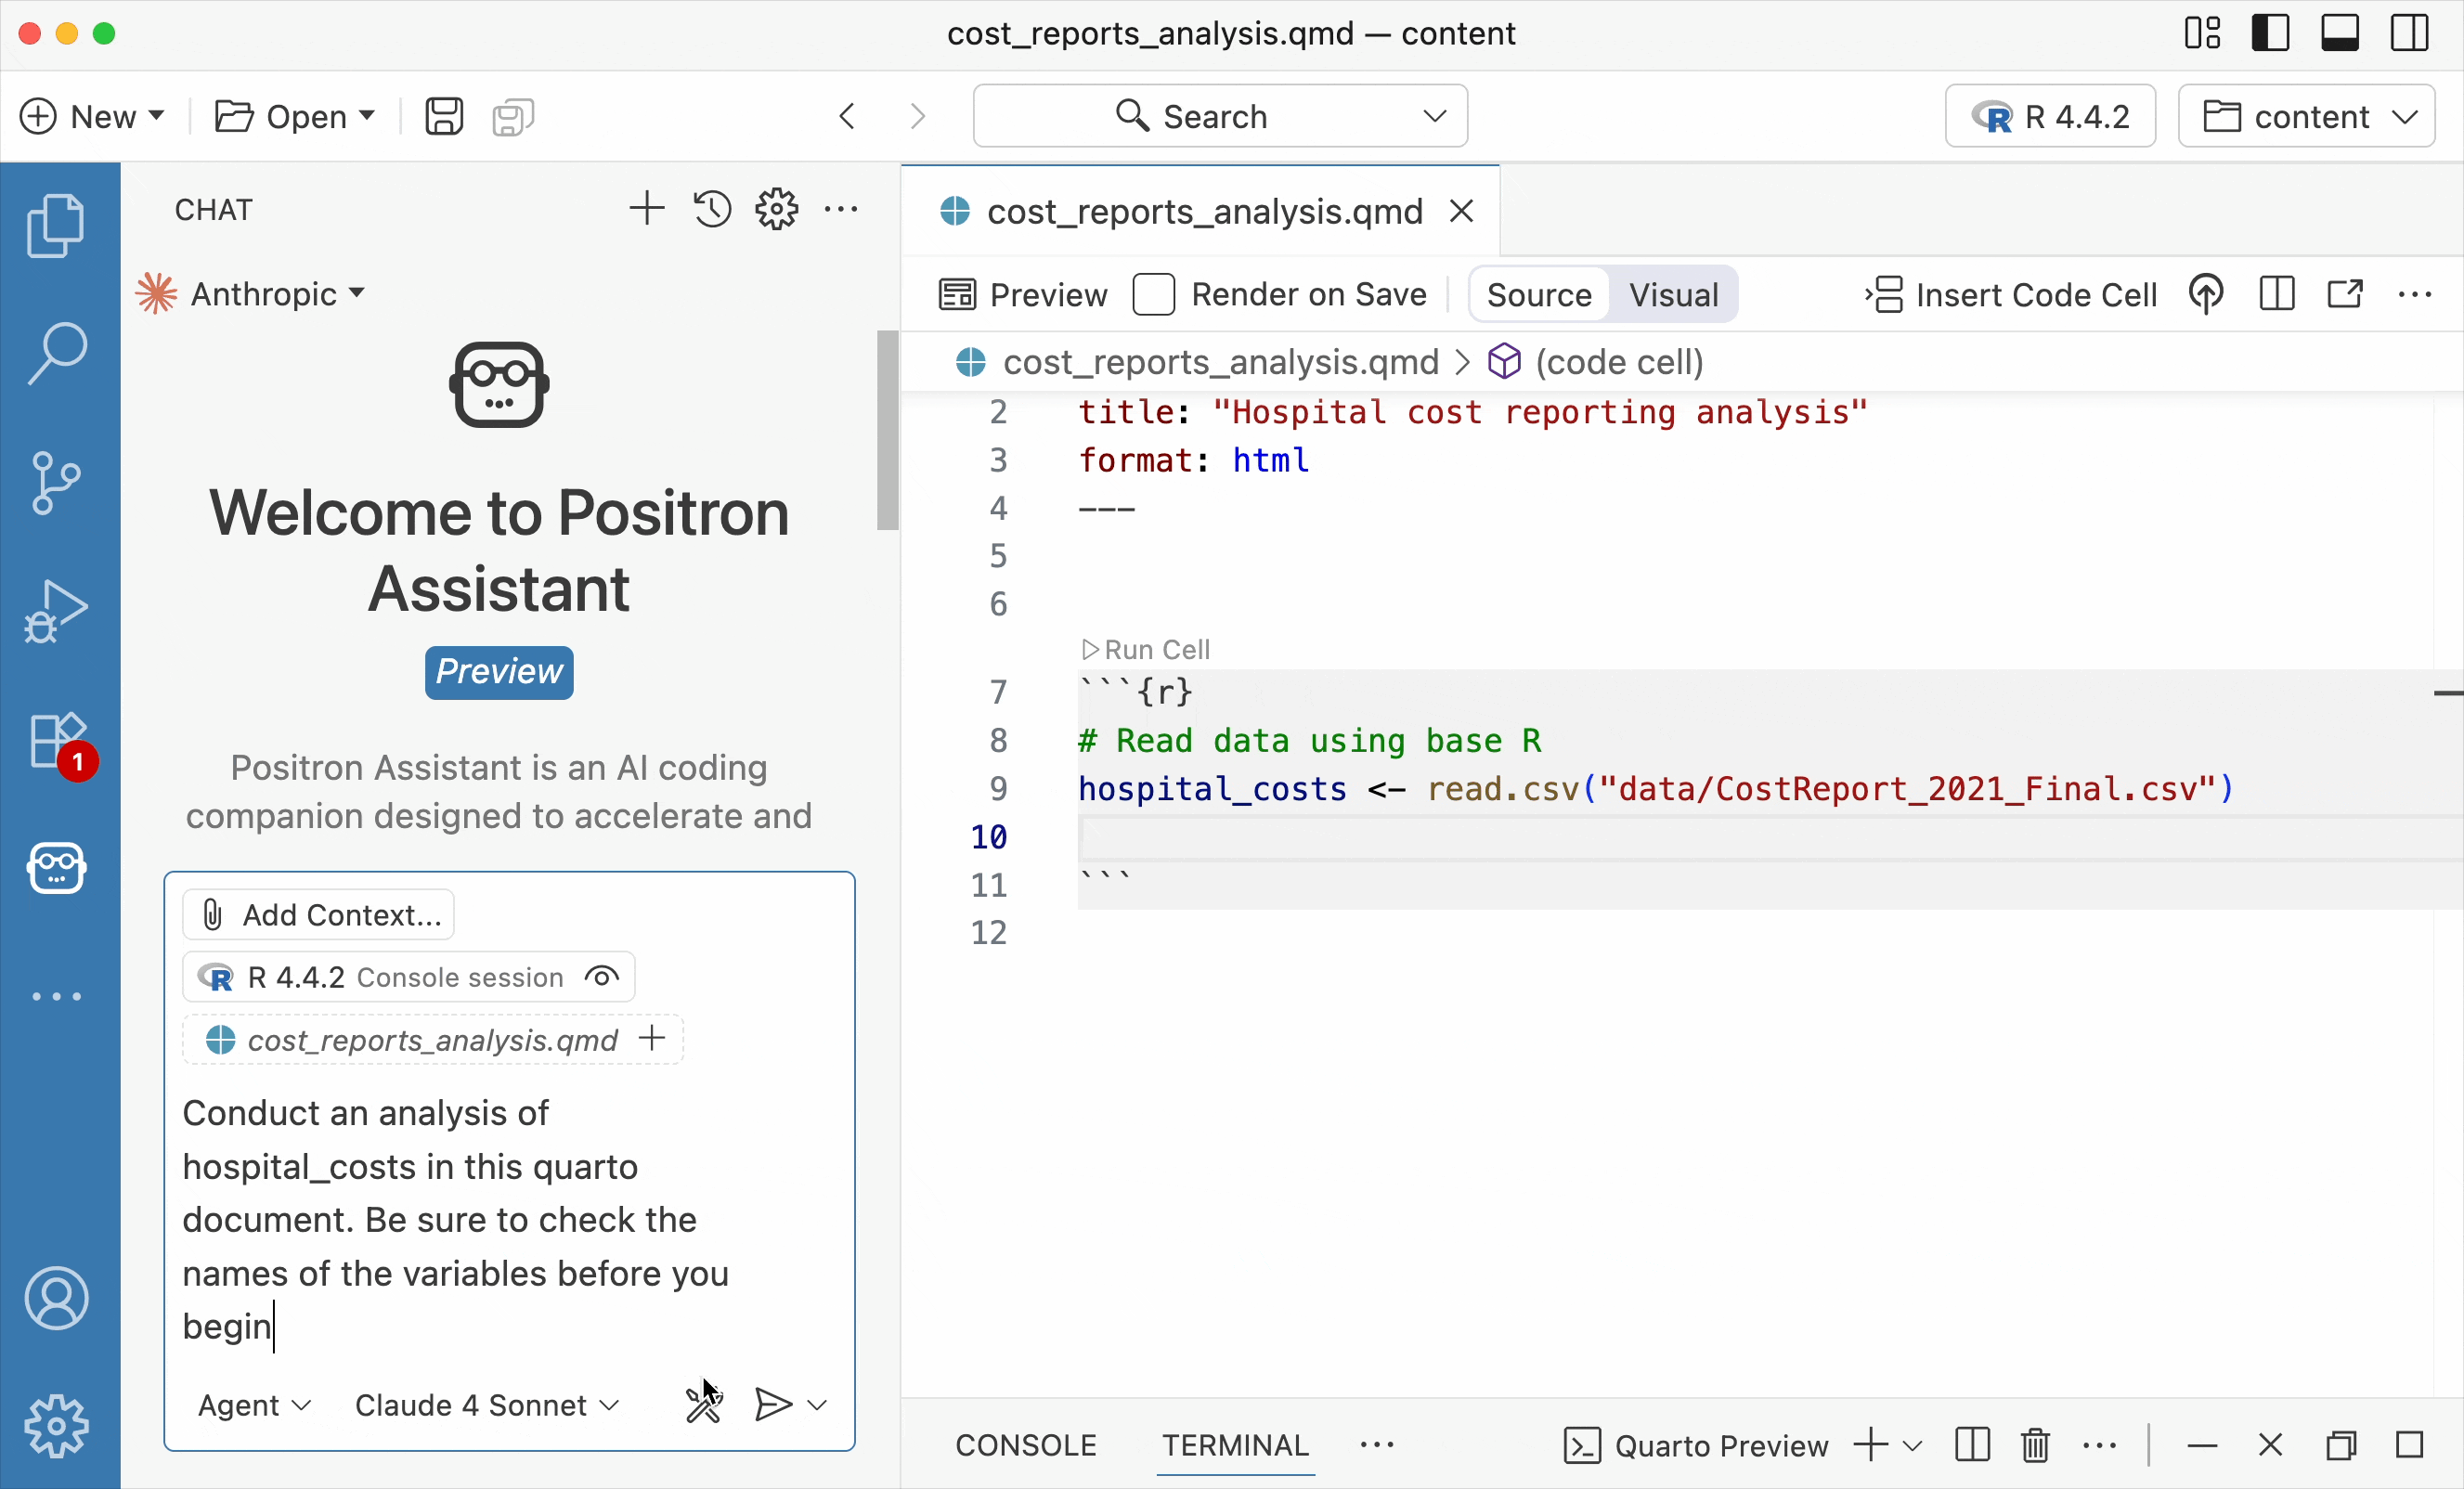 cost_reports_analysis.qmd — content
New
Open
Search
R 4.4.2
content
CHAT
Anthropic
Welcome to Positron
Assistant
Preview
Positron Assistant is an AI coding
companion designed to accelerate and
1
Add Context...
R 4.4.2 Console session
cost_reports_analysis.qmd
Conduct an analysis of
hospital_costs in this quarto
document. Be sure to check the
names of the variables before you
begin
Agent
Claude 4 Sonnet
cost_reports_analysis.qmd
Preview
Render on Save
Source
Visual
Insert Code Cell
cost_reports_analysis.qmd > (code cell)
2 title: "Hospital cost reporting analysis"
3 format: html
4 ---
5
6
Run Cell
7 ```{r}
8 # Read data using base R
9 hospital_costs <- read.csv("data/CostReport_2021_Final.csv")
10
11 ```
12
CONSOLE
TERMINAL
Quarto Preview